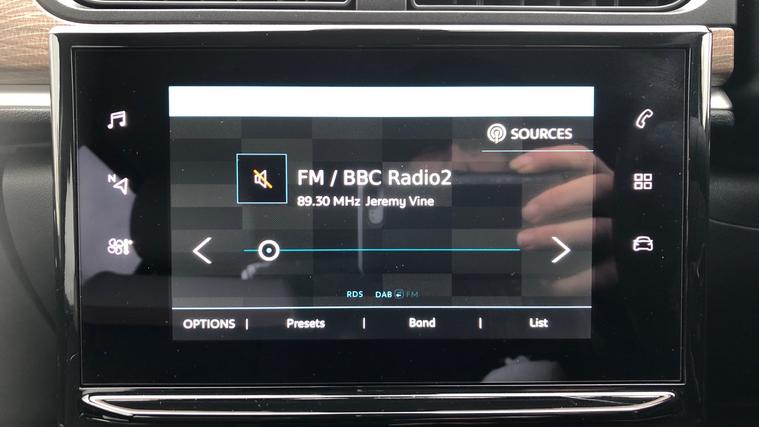 SOURCES
FM / BBC Radio2
89.30 MHz Jeremy Vine
N
RDS DAB FM
OPTIONS | Presets | Band | List